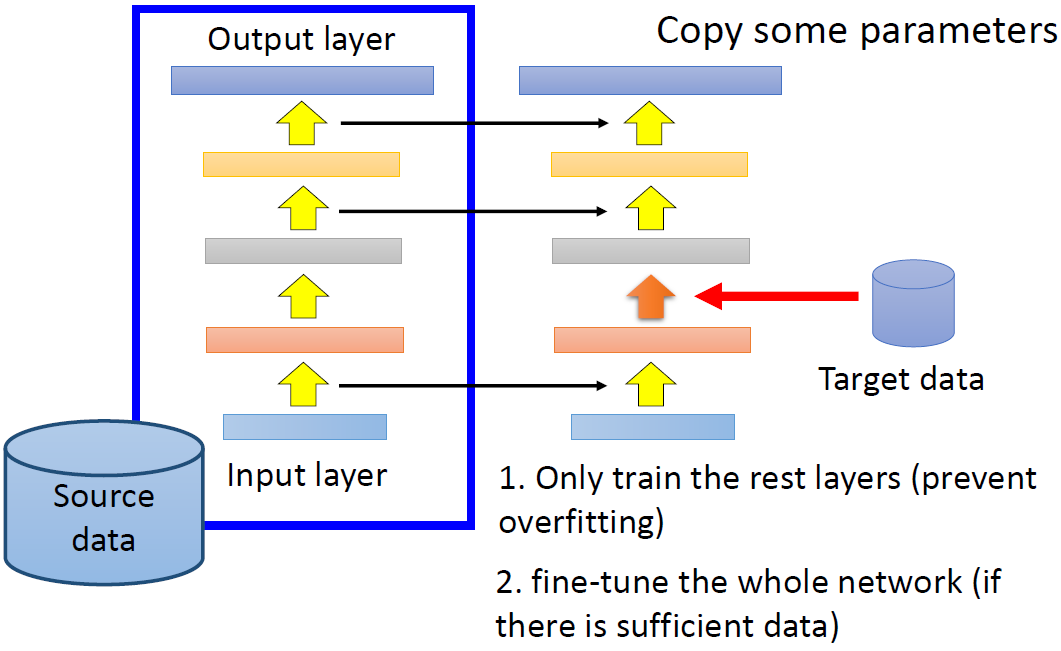 Output layer
Copy some parameters
Target data
Input layer
Source
data
1. Only train the rest layers (prevent
overfitting)
2. fine-tune the whole network (if
there is sufficient data)